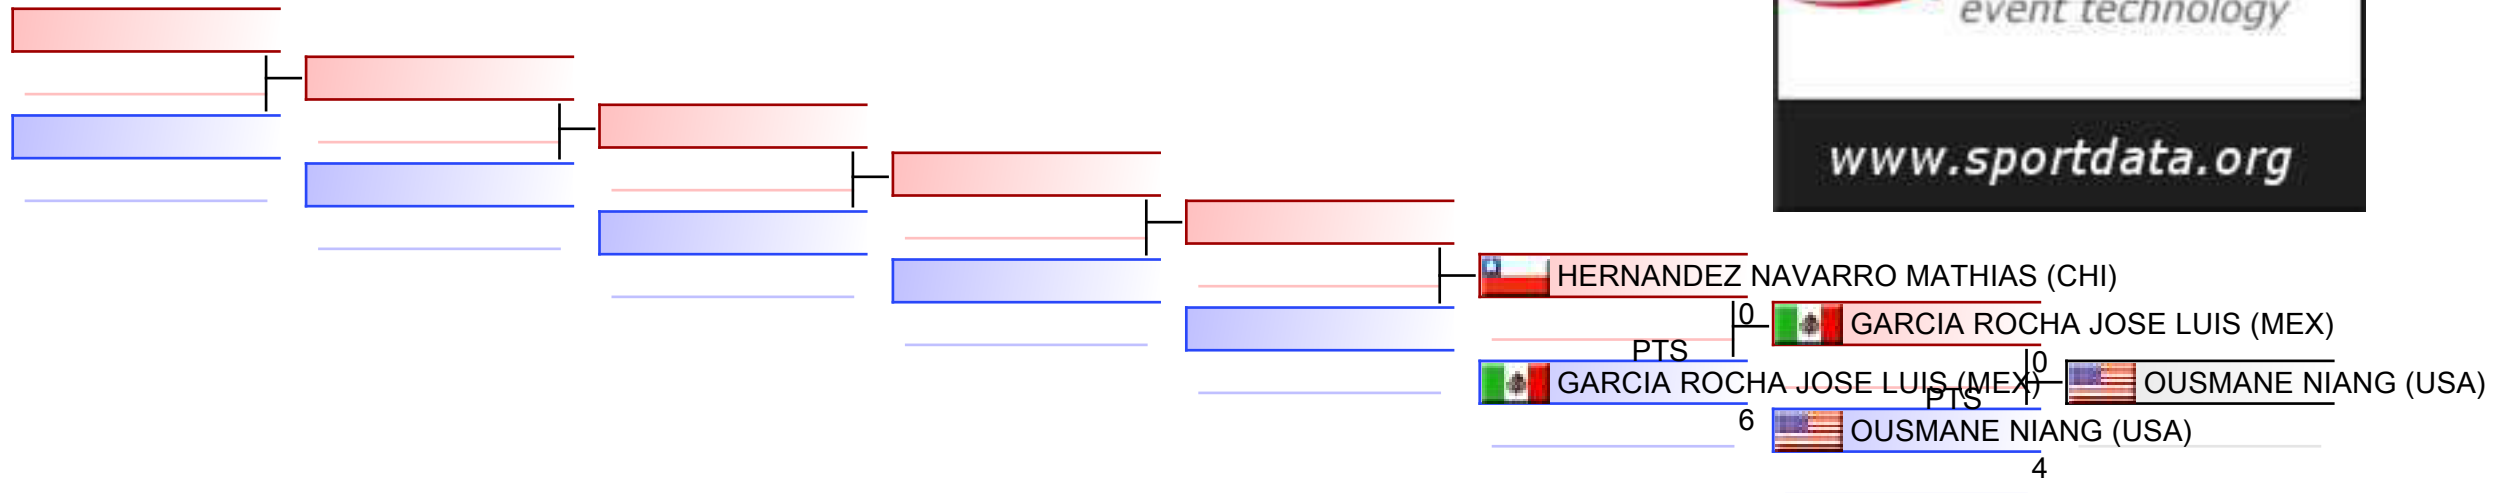 event technology
www.sportdata.org
HERNANDEZ NAVARRO MATHIAS (CHI)
0
GARCIA ROCHA JOSE LUIS (MEX)
PTS
0
GARCIA ROCHA JOSE LUIS (MEX)
OUSMANE NIANG (USA)
PTS
6
OUSMANE NIANG (USA)
4